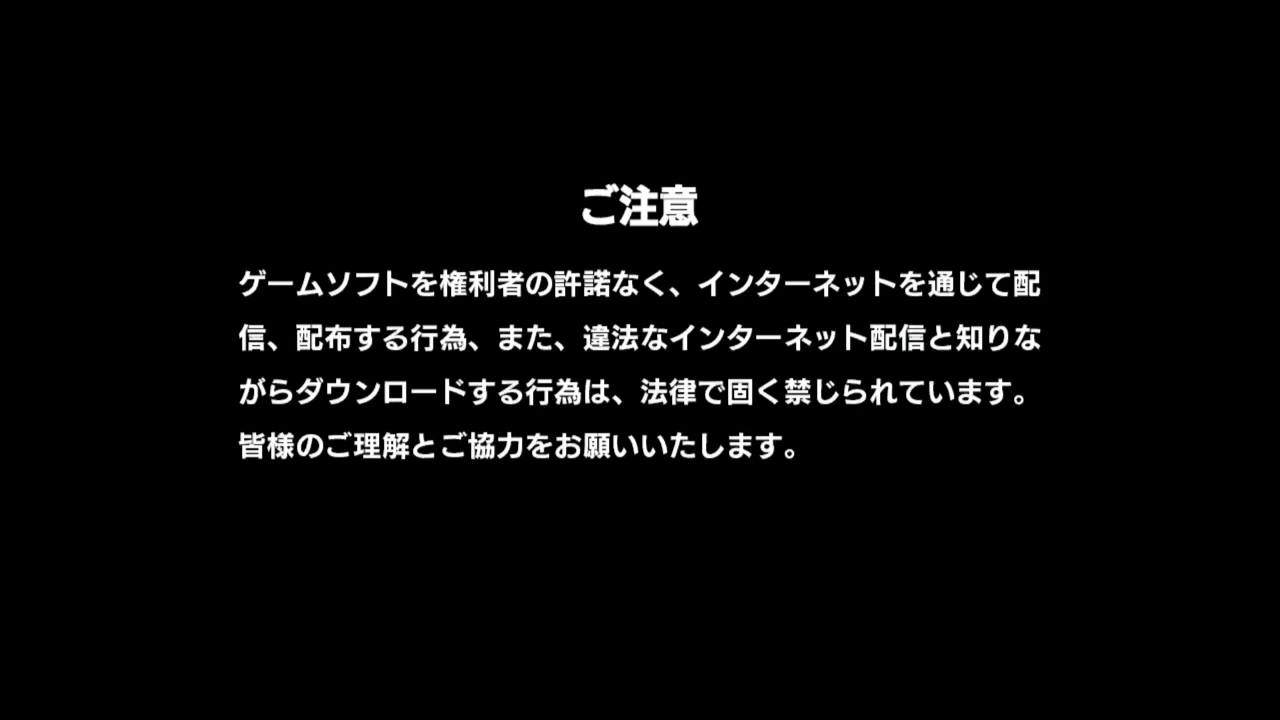 ご注意
ゲームソフトを権利者の許諾なく、インターネットを通じて配
信、配布する行為、また、違法なインターネット配信と知りな
がらダウンロードする行為は、法律で固く禁じられています。
皆様のご理解とご協力をお願いいたします。